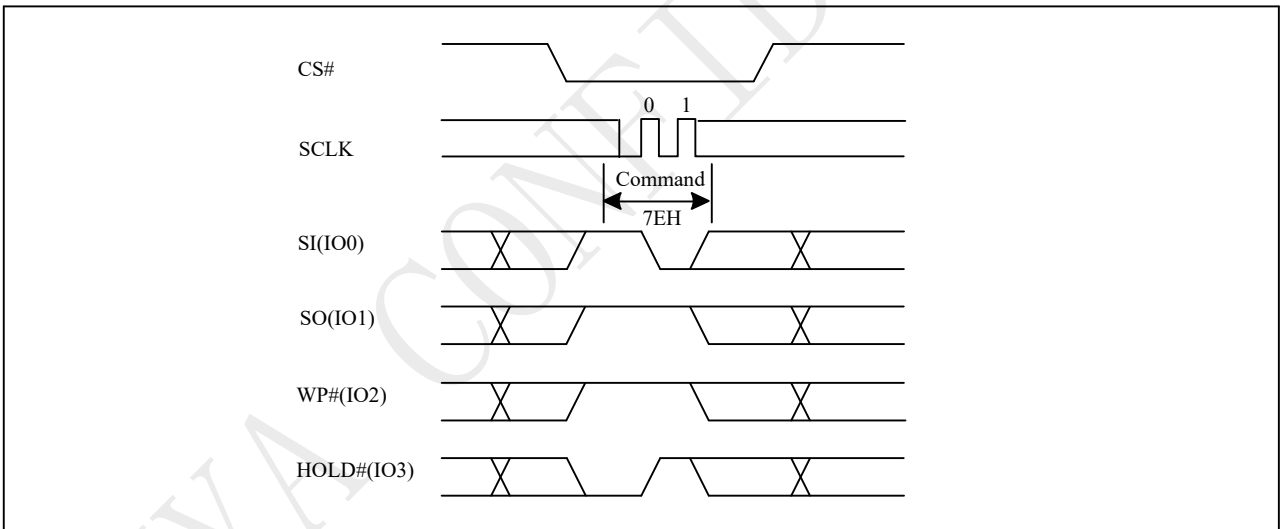 CS#
0 1
SCLK
Command
7EH
SI(IO0)
SO(IO1)
WP#(IO2)
HOLD#(IO3)